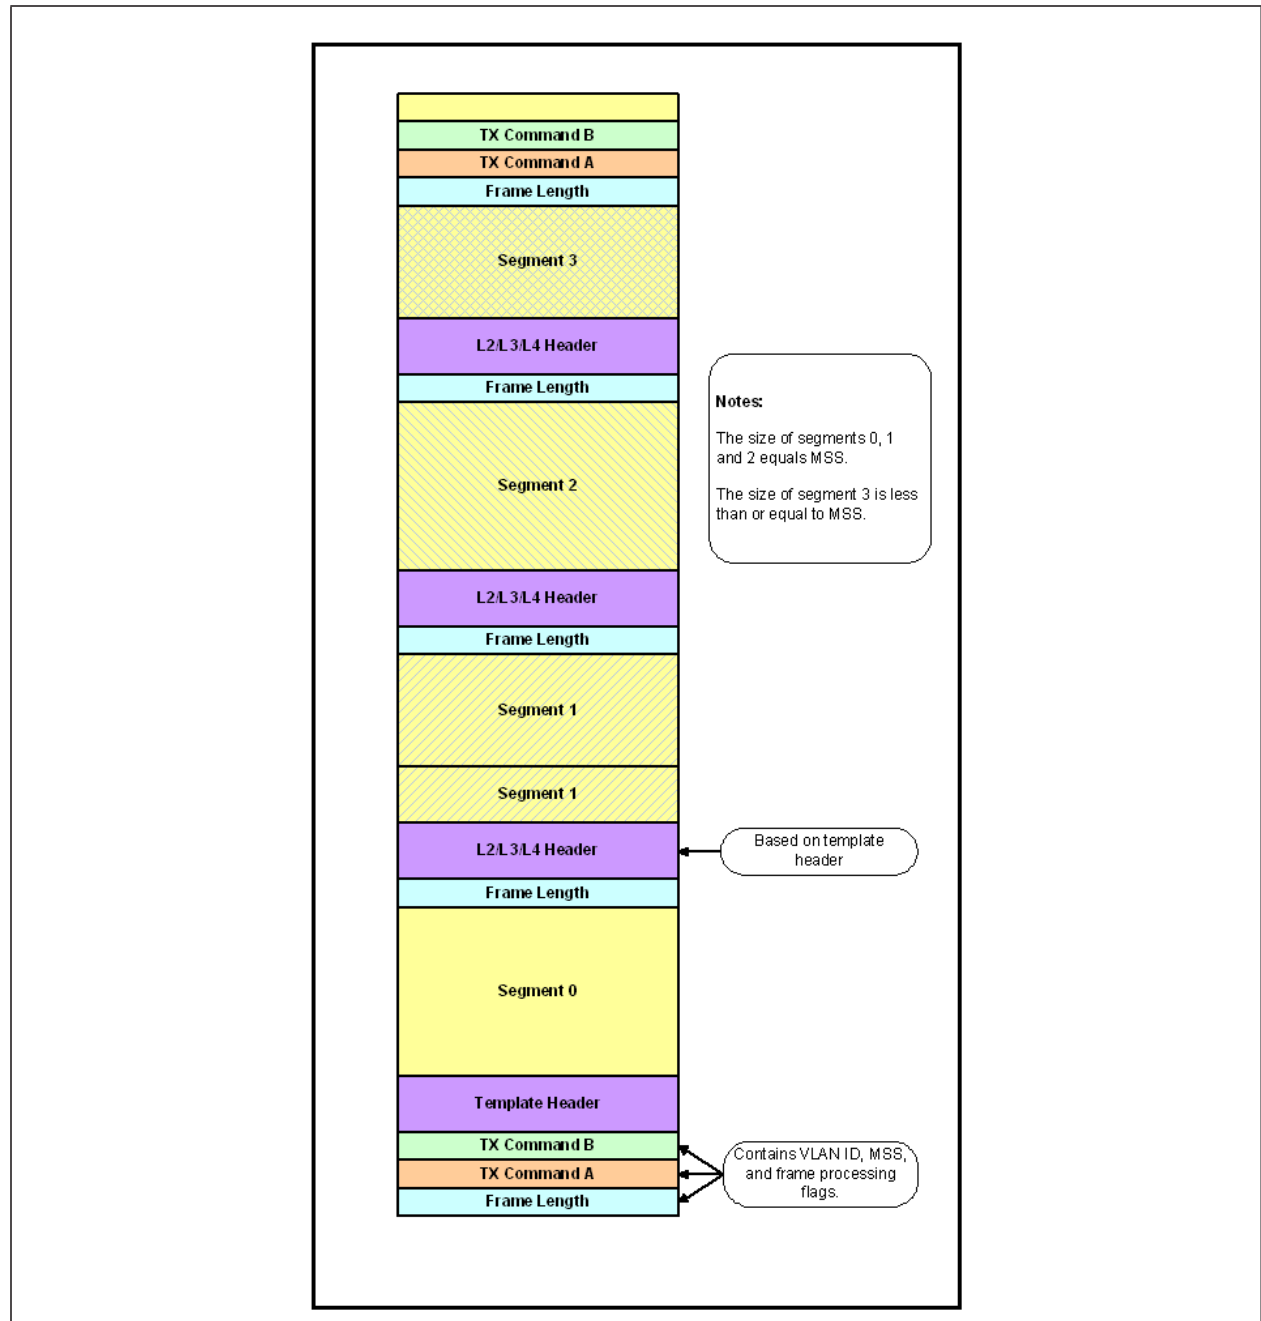 TX Command B
TX Command A
Frame Length
Segment 3
L2/L3/L4 Header
Frame Length
Notes:
The size of segments 0, 1
and 2 equals MSS.
The size of segment 3 is less
than or equal to MSS.
Segment 2
L2/L3/L4 Header
Frame Length
Segment 1
Segment 1
L2/L3/L4 Header
Based on template
header
Frame Length
Segment 0
Template Header
TX Command B
TX Command A
Frame Length
Contains VLAN ID, MSS,
and frame processing
flags.